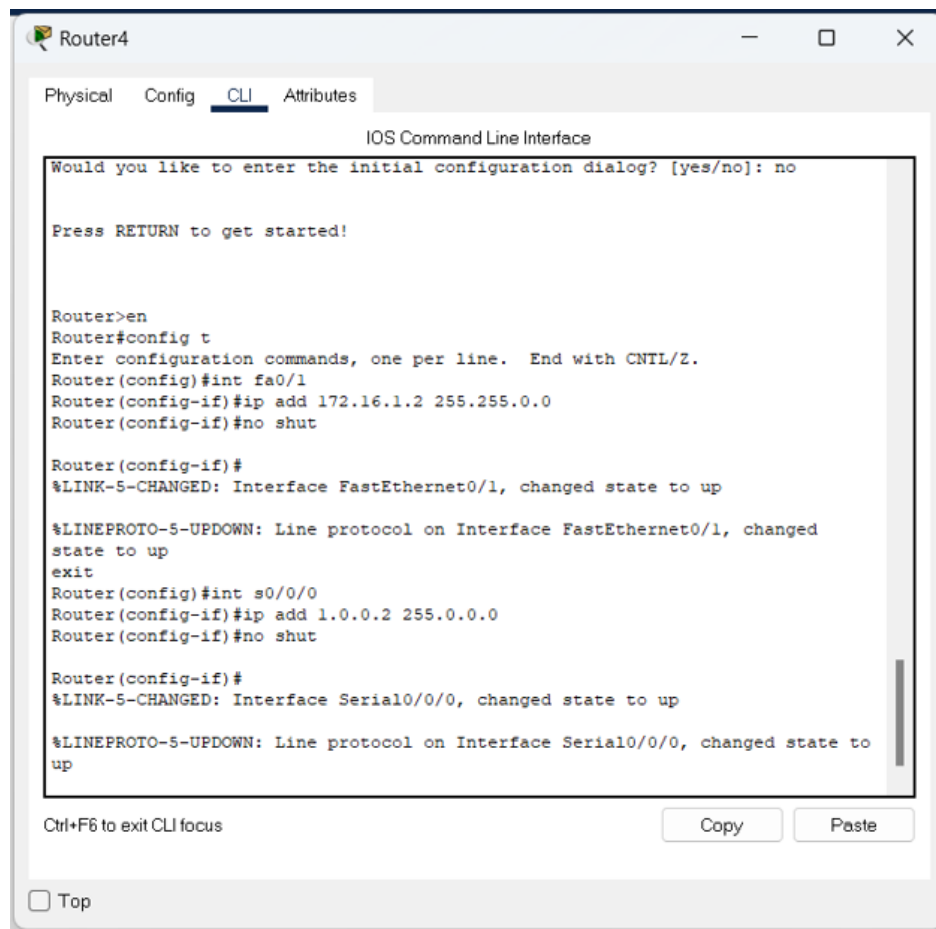 Router4
Physical Config CLI Attributes
IOS Command Line Interface
Would you like to enter the initial configuration dialog? [yes/no]: no
Press RETURN to get started!
Router>en
Router#config t
Enter configuration commands, one per line.  End with CNTL/Z.
Router(config)#int fa0/1
Router(config-if)#ip add 172.16.1.2 255.255.0.0
Router(config-if)#no shut
Router(config-if)#
%LINK-5-CHANGED: Interface FastEthernet0/1, changed state to up
%LINEPROTO-5-UPDOWN: Line protocol on Interface FastEthernet0/1, changed
state to up
exit
Router(config)#int s0/0/0
Router(config-if)#ip add 1.0.0.2 255.0.0.0
Router(config-if)#no shut
Router(config-if)#
%LINK-5-CHANGED: Interface Serial0/0/0, changed state to up
%LINEPROTO-5-UPDOWN: Line protocol on Interface Serial0/0/0, changed state to
up
Ctrl+F6 to exit CLI focus
Copy Paste
Top